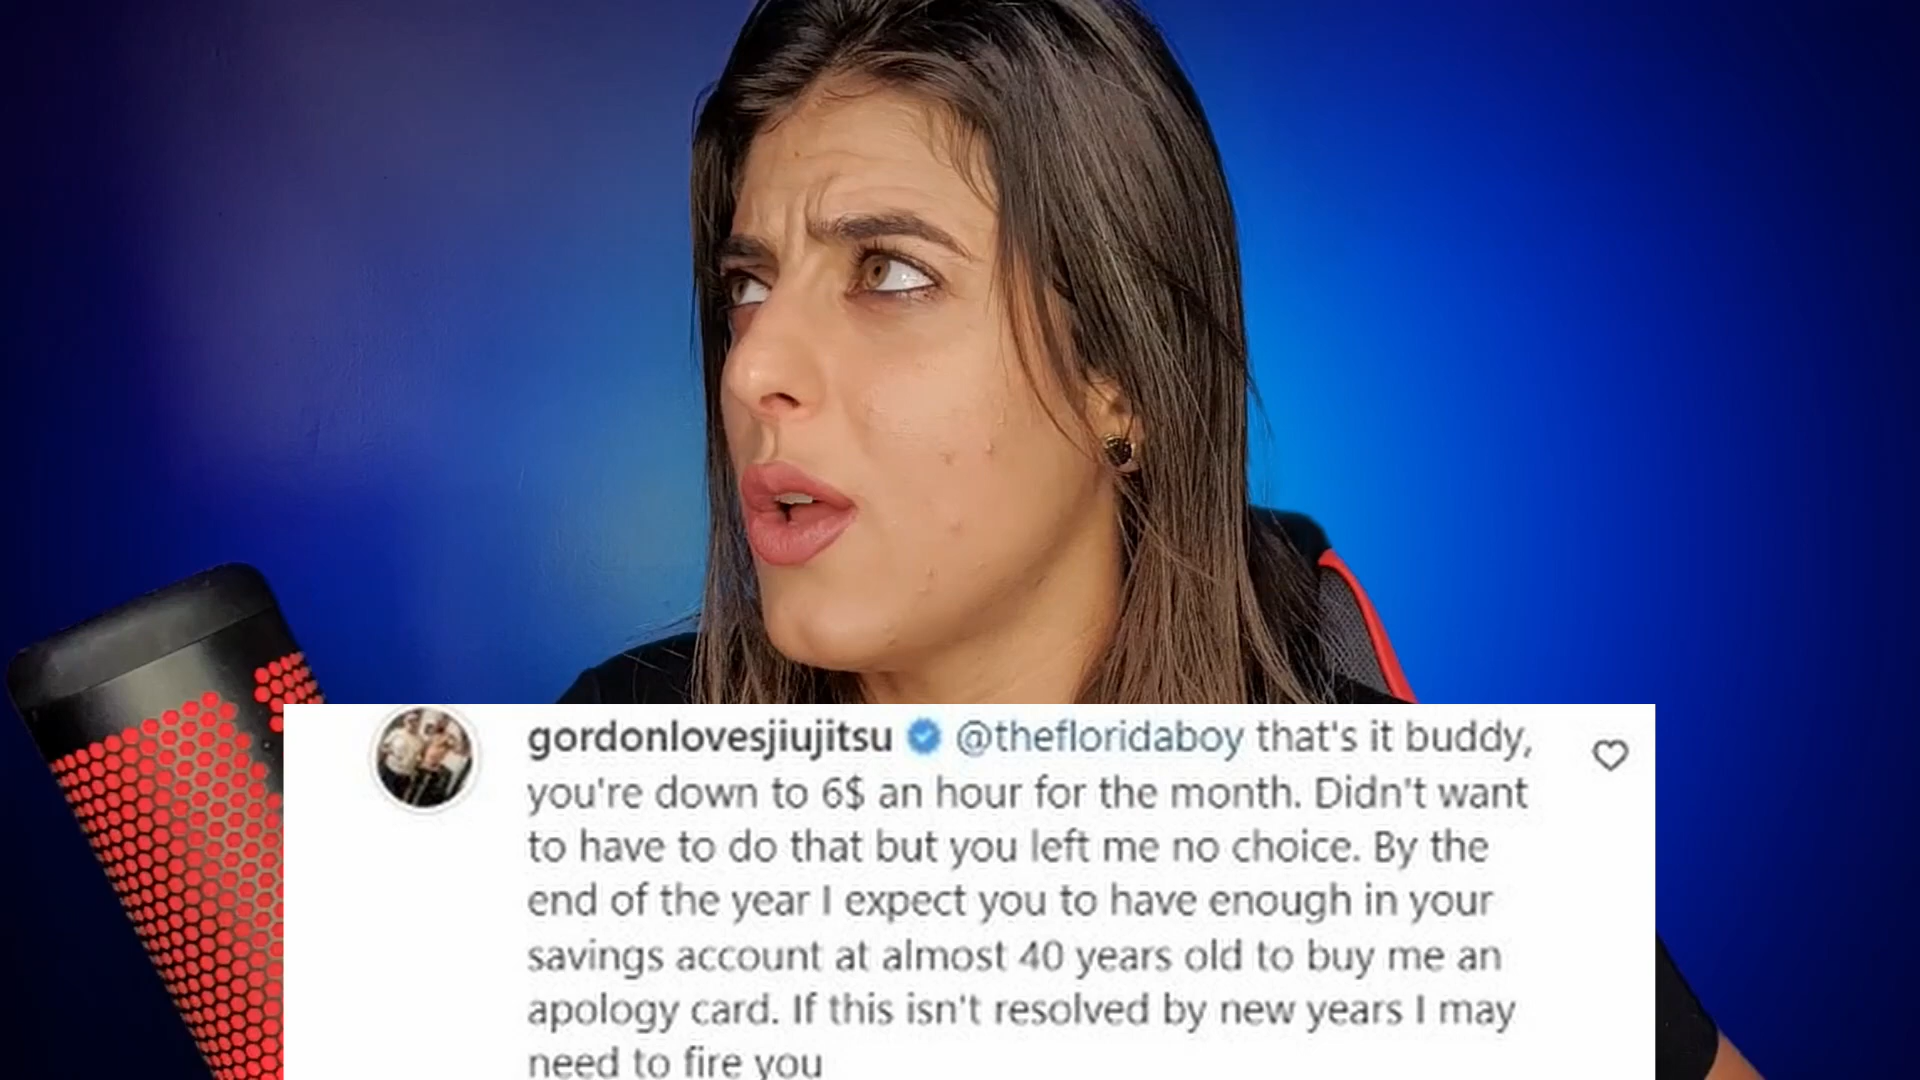 gordonlovesjiujitsu @thefloridaboy that's it buddy,
you're down to 6$ an hour for the month. Didn't want
to have to do that but you left me no choice. By the
end of the year I expect you to have enough in your
savings account at almost 40 years old to buy me an
apology card. If this isn't resolved by new years I may
need to fire you